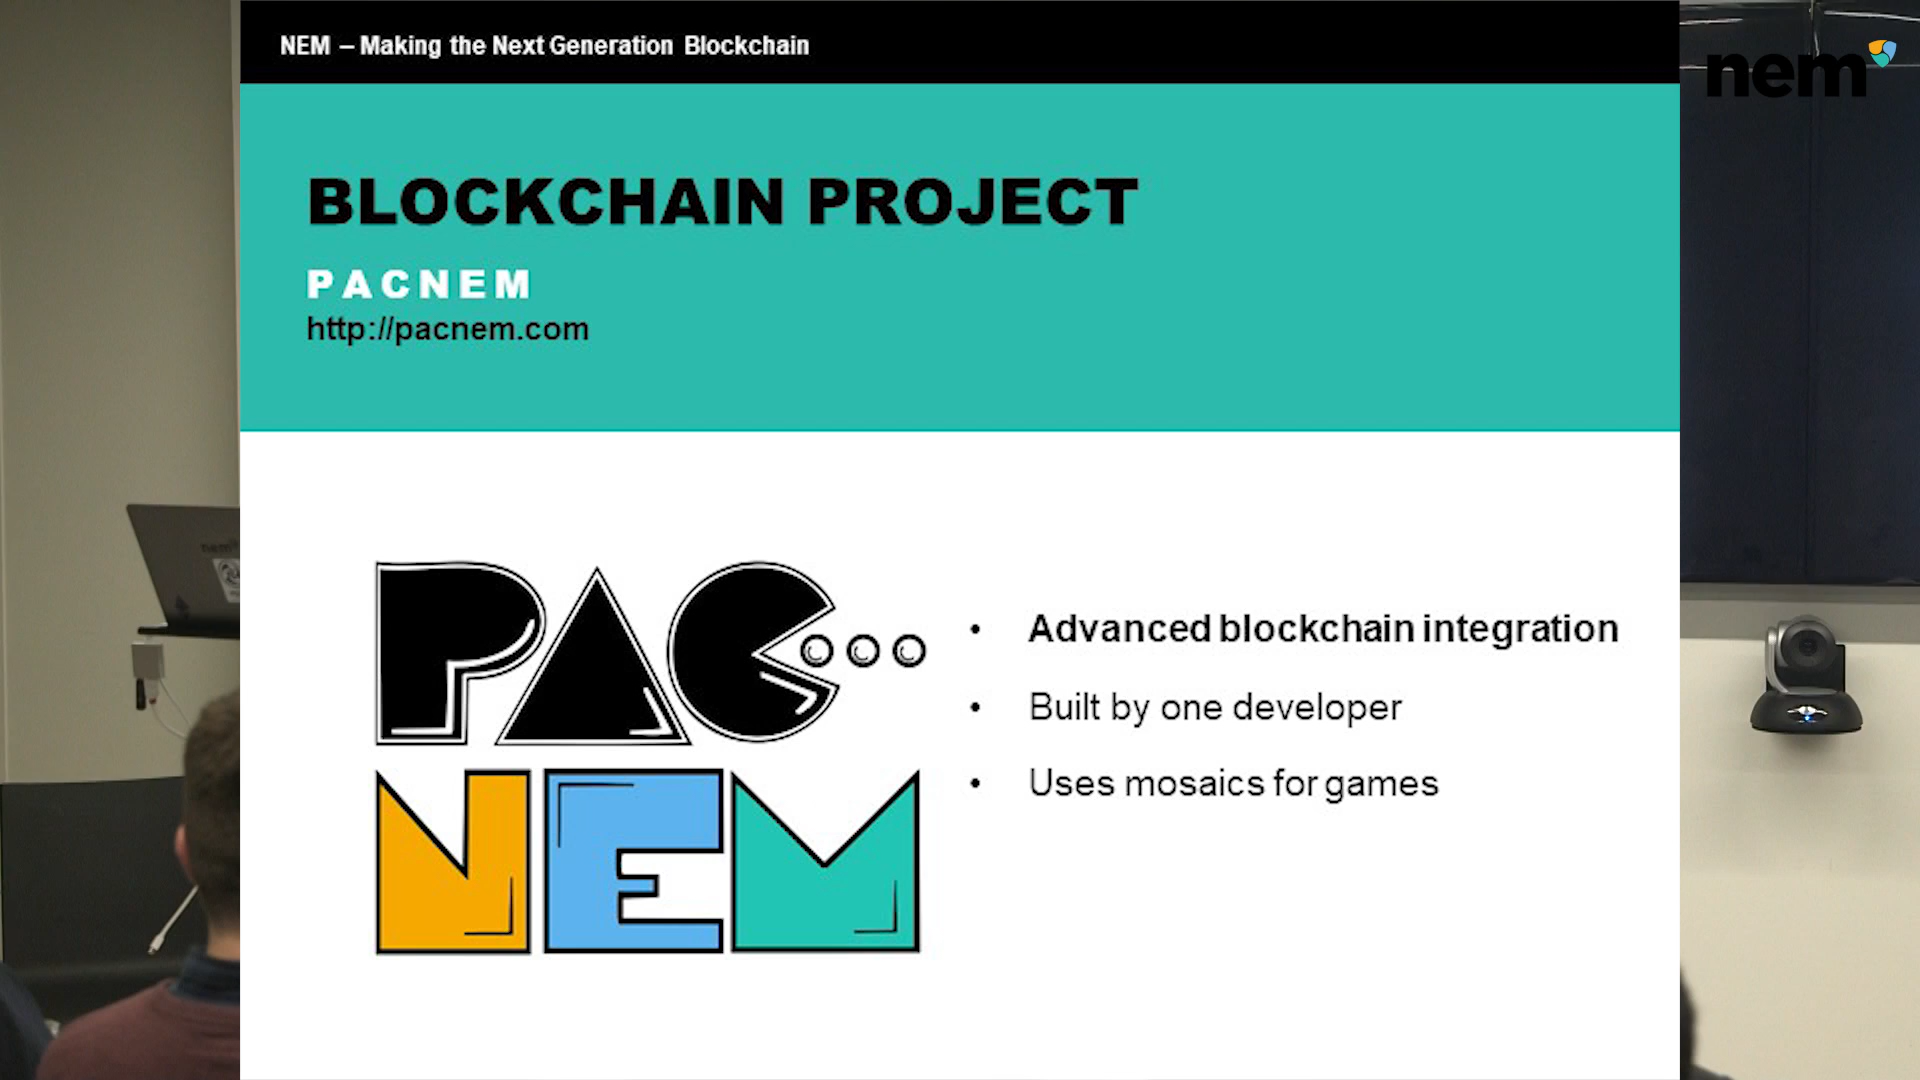 NEM – Making the Next Generation Blockchain
nem
BLOCKCHAIN PROJECT
PACNEM
http://pacnem.com
nem
PAC
NEM
• Advanced blockchain integration
• Built by one developer
• Uses mosaics for games